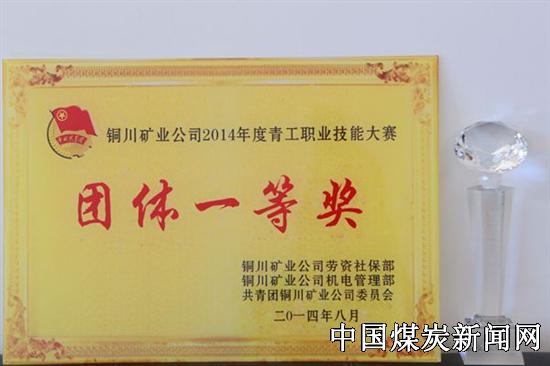 铜川矿业公司2014年度青工职业技能大赛
团体一等奖
铜川矿业公司劳资社保部
铜川矿业公司机电管理部
共青团铜川矿业公司委员会
二〇一四年八月
中国煤炭新闻网